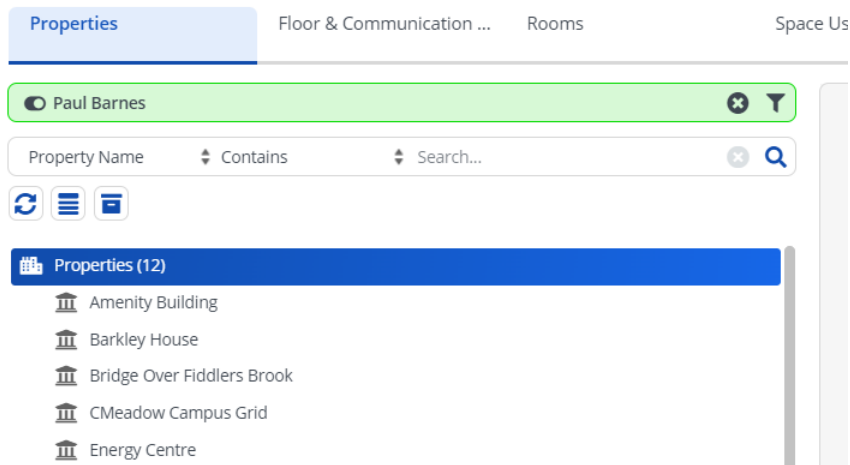 Properties
Floor & Communication ...
Rooms
Space Us
Paul Barnes
Property Name
Contains
Search...
Properties (12)
Amenity Building
Barkley House
Bridge Over Fiddlers Brook
CMeadow Campus Grid
Energy Centre